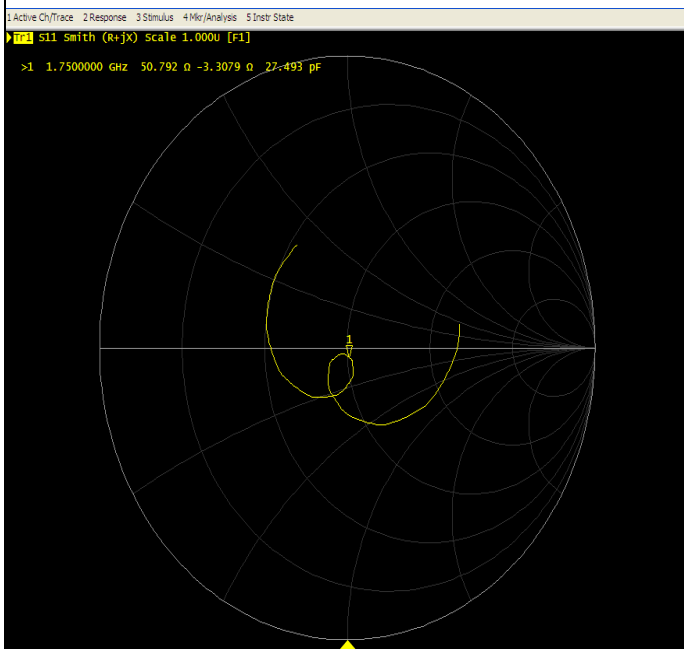 1 Active Ch/Trace 2 Response 3 Stimulus 4 Mkr/Analysis 5 Instr State
Tr1 S11 Smith (R+jX) Scale 1.000U [F1]
>1 1.7500000 GHz 50.792 Ω -3.3079 Ω 27.493 pF
1